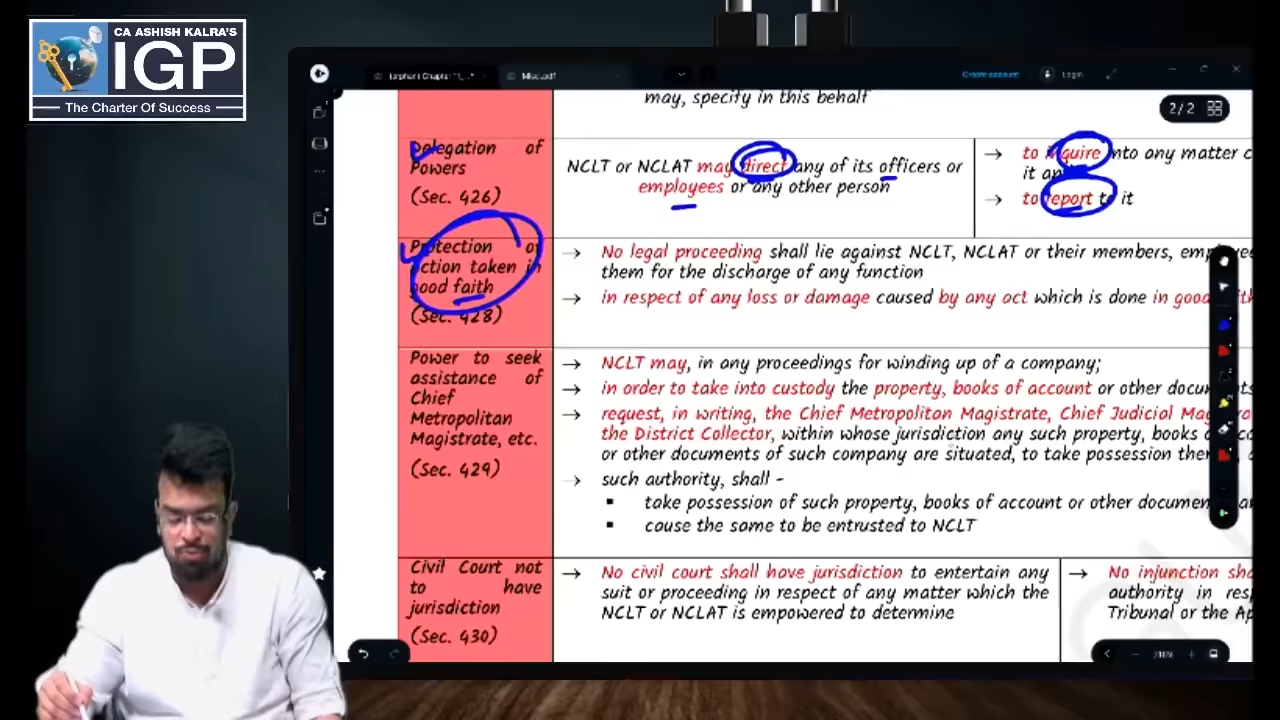 CA ASHISH KALRA'S
IGP
The Charter Of Success
Misc.pdf
Create account
Login
may, specify in this behalf
2/2
Delegation of
Powers
(Sec. 426)
NCLT or NCLAT may direct any of its officers or
employees or any other person
→ to inquire into any matter
it
→ to report to it
Protection of
action taken in
good faith
(Sec. 428)
→ No legal proceeding shall lie against NCLT, NCLAT or their members,
them for the discharge of any function
→ in respect of any loss or damage caused by any act which is done in good
Power to seek
assistance of
Chief
Metropolitan
Magistrate, etc.
(Sec. 429)
→ NCLT may, in any proceedings for winding up of a company;
→ in order to take into custody the property, books of account or other
→ request, in writing, the Chief Metropolitan Magistrate, Chief Judicial
the District Collector, within whose jurisdiction any such property, books
or other documents of such company are situated, to take possession
→ such authority, shall -
▪ take possession of such property, books of account or other
▪ cause the same to be entrusted to NCLT
Civil Court not
to have
jurisdiction
(Sec. 430)
→ No civil court shall have jurisdiction to entertain any
suit or proceeding in respect of any matter which the
NCLT or NCLAT is empowered to determine
→ No injunction
authority in
Tribunal or the